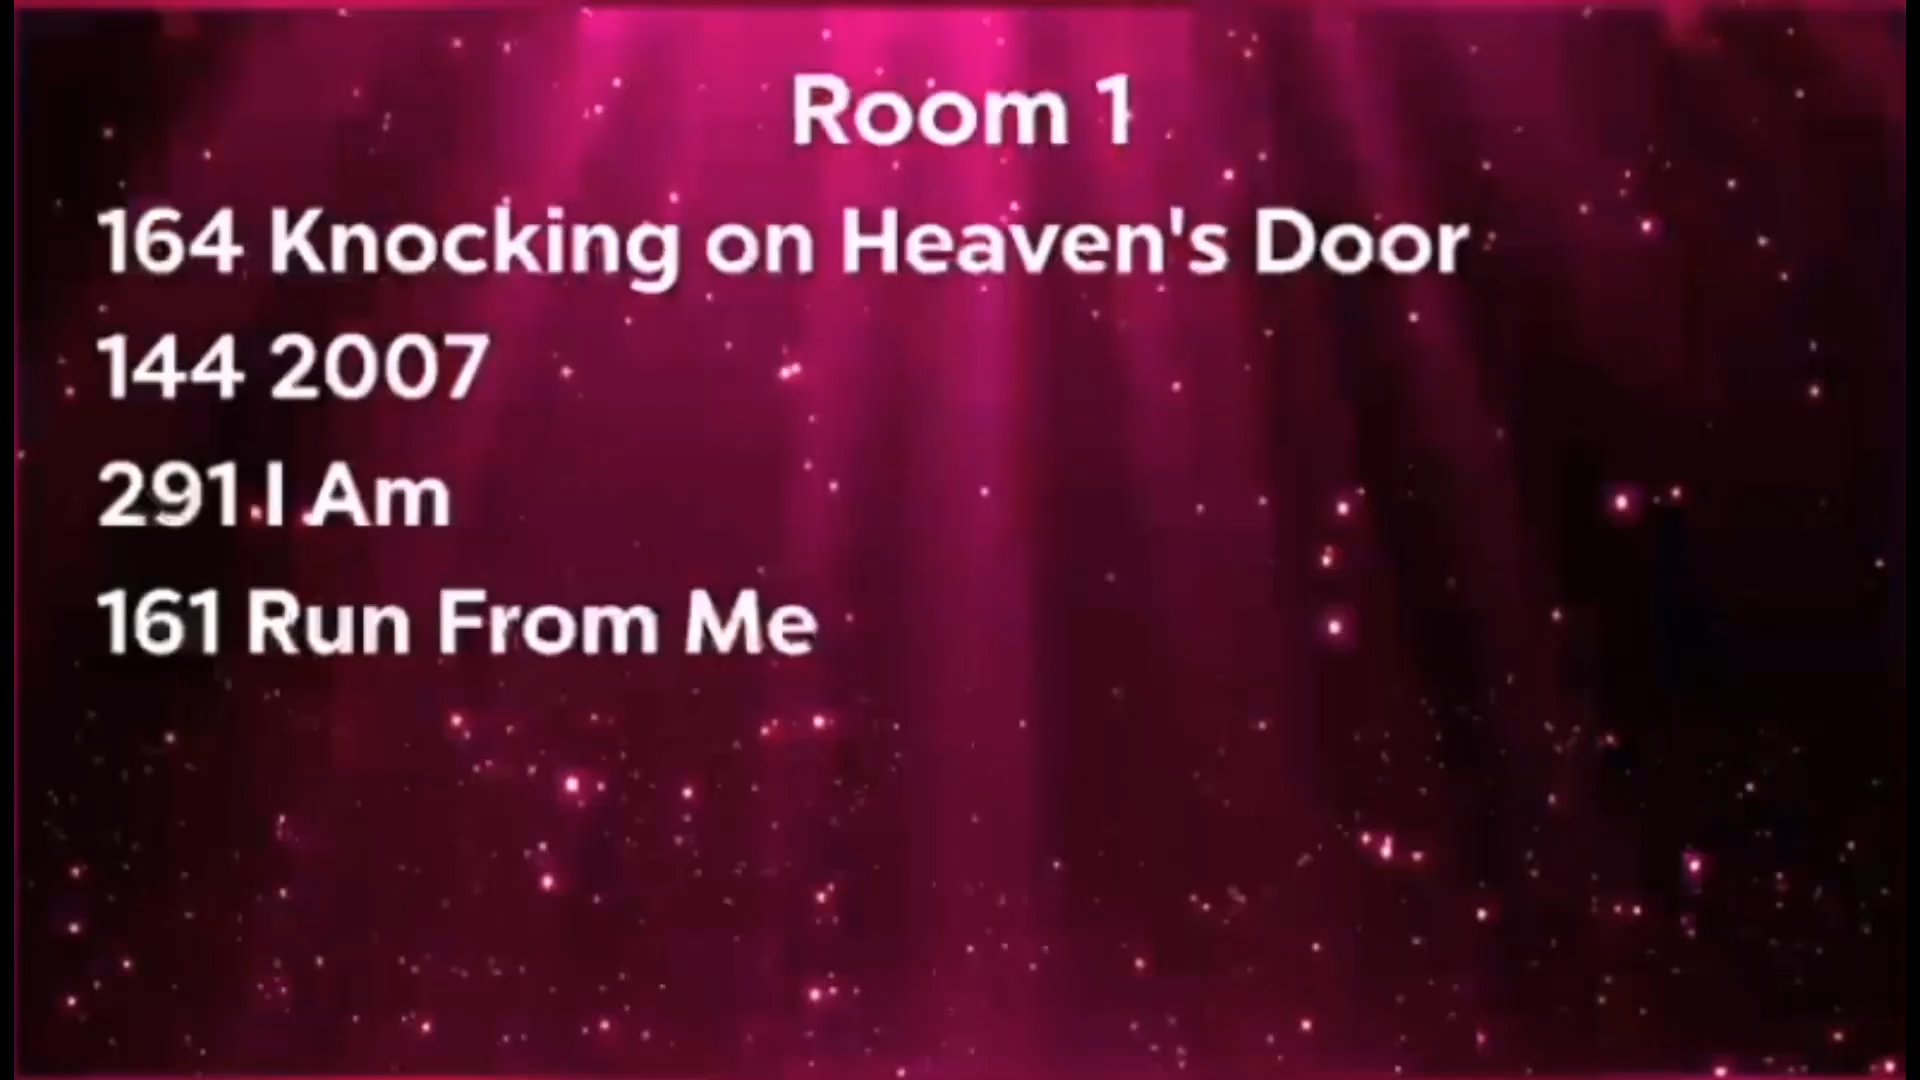 Room 1
164 Knocking on Heaven's Door
144 2007
291 I Am
161 Run From Me